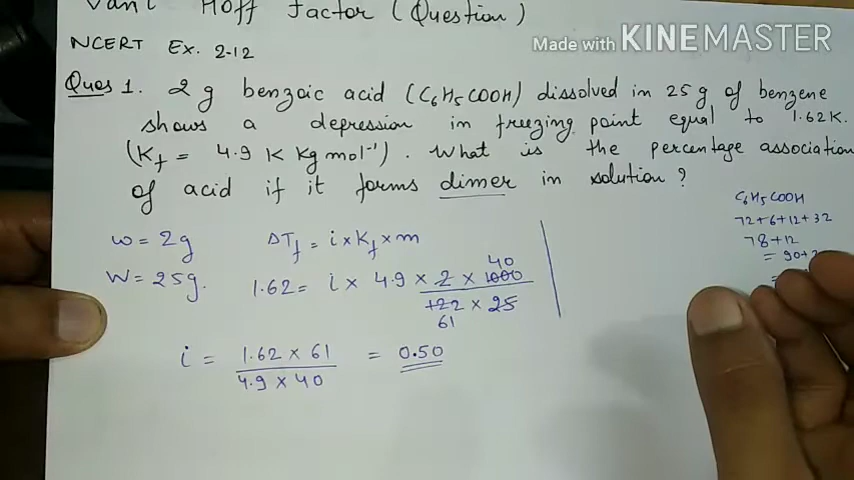 Van't Hoff Factor (Question)
Made with KINEMASTER
NCERT Ex. 2.12
Ques 1. 2 g benzoic acid (C6H5COOH) dissolved in 25 g of benzene
shows a depression in freezing point equal to 1.62 K.
(Kf = 4.9 K Kg mol⁻¹). What is the percentage association
of acid if it forms dimer in solution?
C6H5COOH
72+6+12+32
78+12
= 90+
=
w = 2g
W = 25g.
ΔTf = i × Kf × m
1.62 = i × 4.9 × 2 × 1000 40
122 × 25
61
i = 1.62 × 61 = 0.50
4.9 × 40